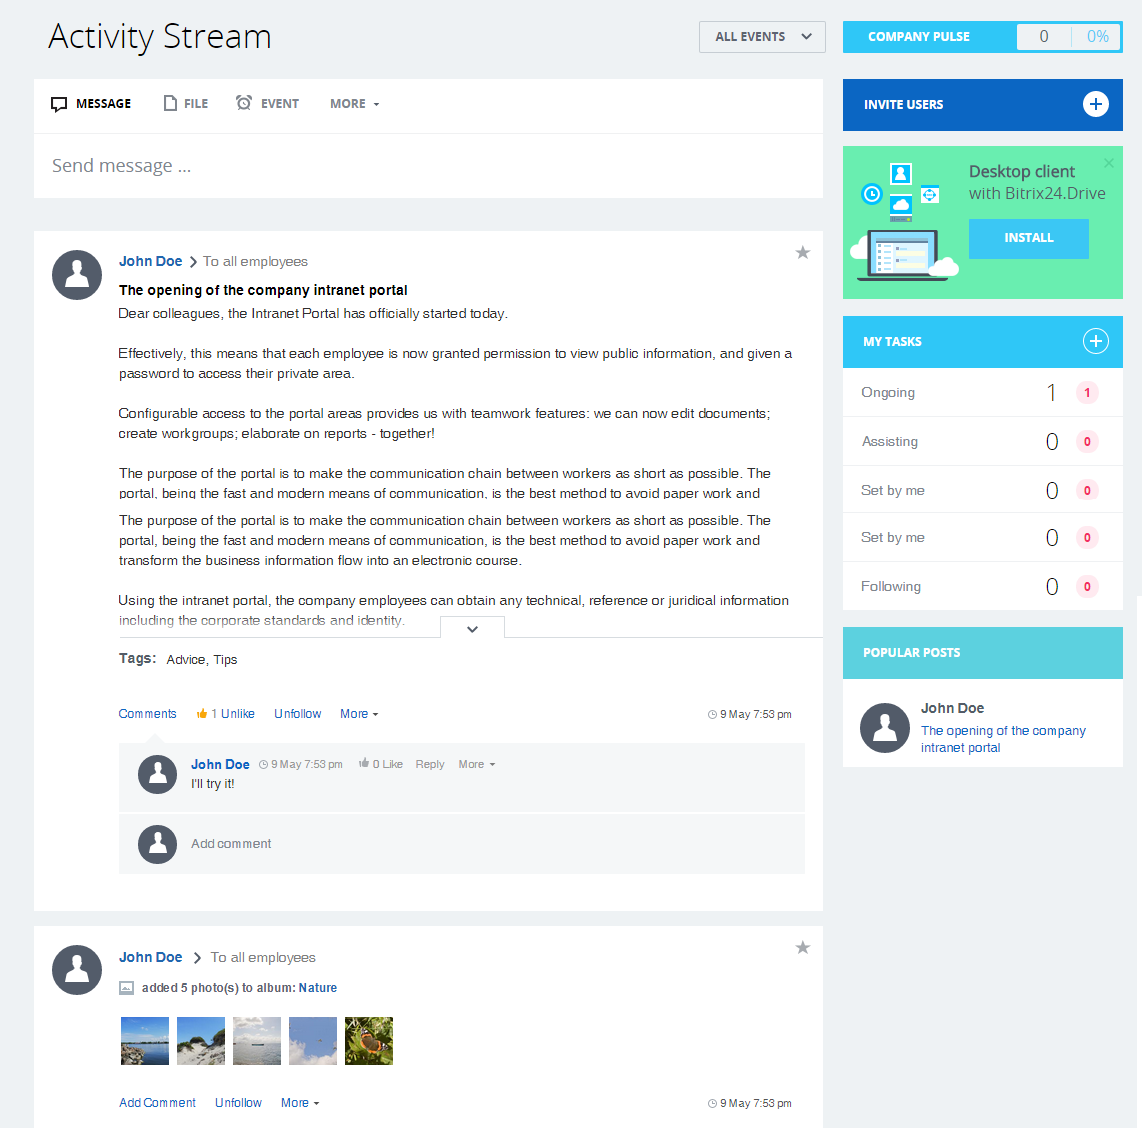 Activity Stream
ALL EVENTS
COMPANY PULSE 0 0%
MESSAGE FILE EVENT MORE
Send message ...
INVITE USERS
Desktop client
with Bitrix24.Drive
INSTALL
John Doe To all employees
The opening of the company intranet portal
Dear colleagues, the Intranet Portal has officially started today.
Effectively, this means that each employee is now granted permission to view public information, and given a
password to access their private area.
Configurable access to the portal areas provides us with teamwork features: we can now edit documents;
create workgroups; elaborate on reports - together!
The purpose of the portal is to make the communication chain between workers as short as possible. The
portal, being the fast and modern means of communication, is the best method to avoid paper work and
The purpose of the portal is to make the communication chain between workers as short as possible. The
portal, being the fast and modern means of communication, is the best method to avoid paper work and
transform the business information flow into an electronic course.
Using the intranet portal, the company employees can obtain any technical, reference or juridical information
including the corporate standards and identity.
Tags: Advice, Tips
Comments 1 Unlike Unfollow More 9 May 7:53 pm
John Doe 9 May 7:53 pm 0 Like Reply More
I'll try it!
Add comment
MY TASKS
Ongoing 1 1
Assisting 0 0
Set by me 0 0
Set by me 0 0
Following 0 0
POPULAR POSTS
John Doe
The opening of the company
intranet portal
John Doe To all employees
added 5 photo(s) to album: Nature
Add Comment Unfollow More 9 May 7:53 pm